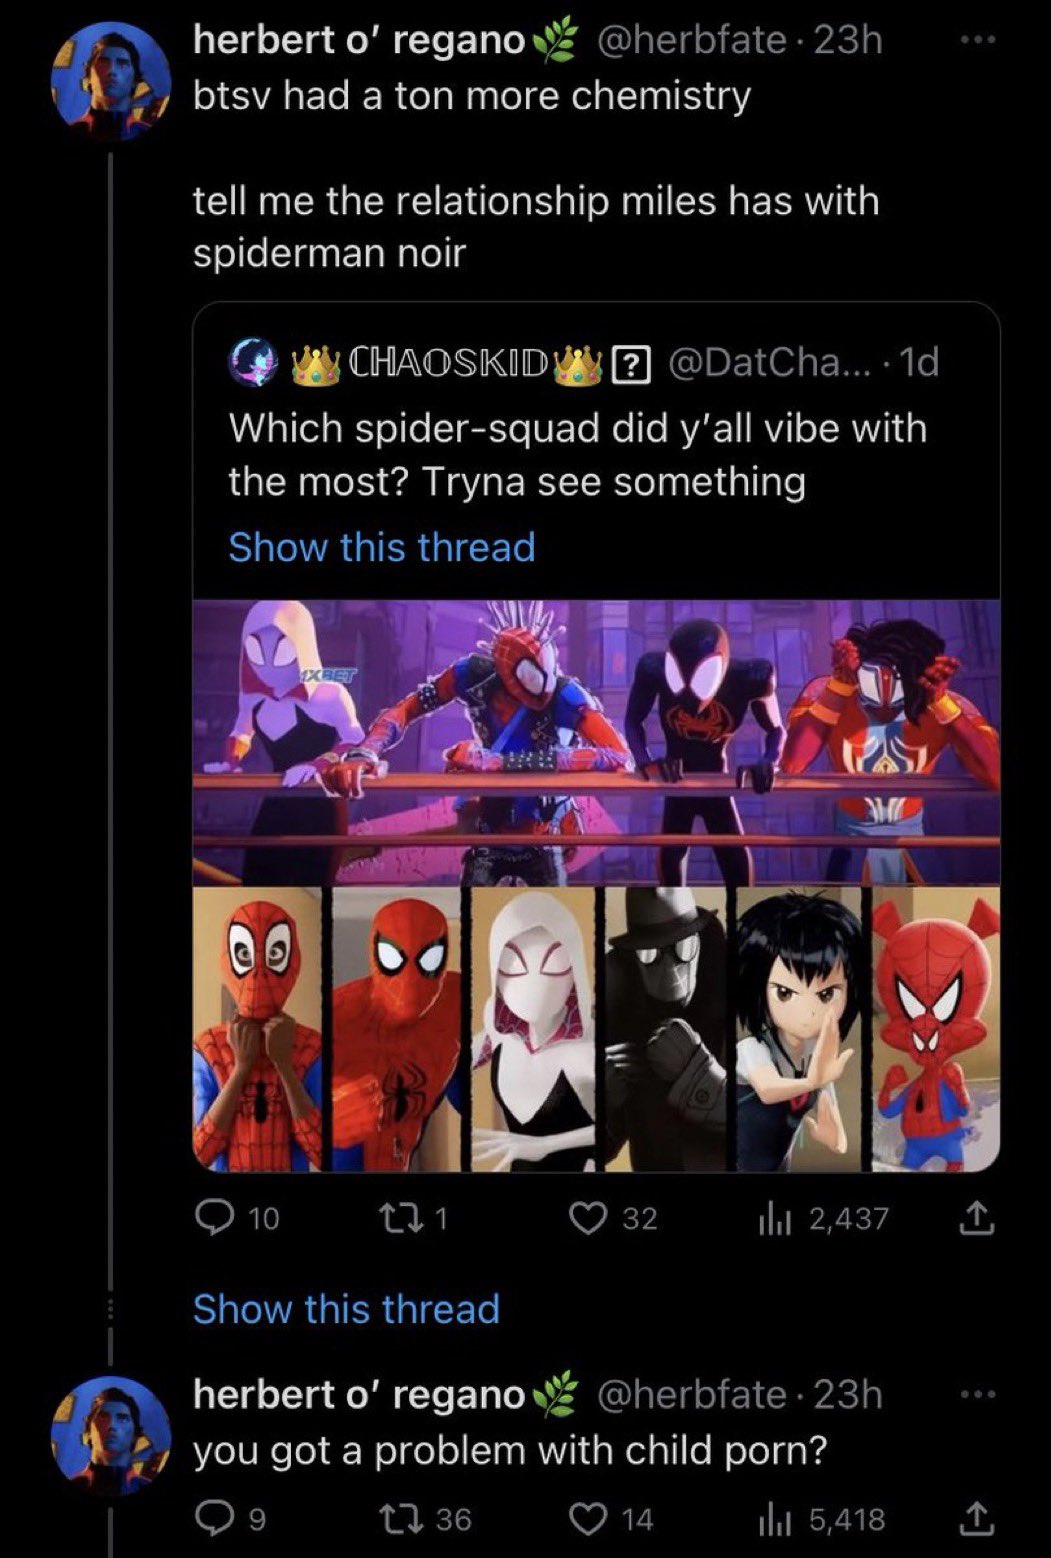 herbert o' regano🌿 @herbfate · 23h
btsv had a ton more chemistry
tell me the relationship miles has with
spiderman noir
👑ℂℍ𝔸𝕆𝕊𝕂𝕀𝔻👑⍰ @DatCha... · 1d
Which spider-squad did y'all vibe with
the most? Tryna see something
Show this thread
1XBET
10 1 32 2,437
Show this thread
herbert o' regano🌿 @herbfate · 23h
you got a problem with child porn?
9 36 14 5,418